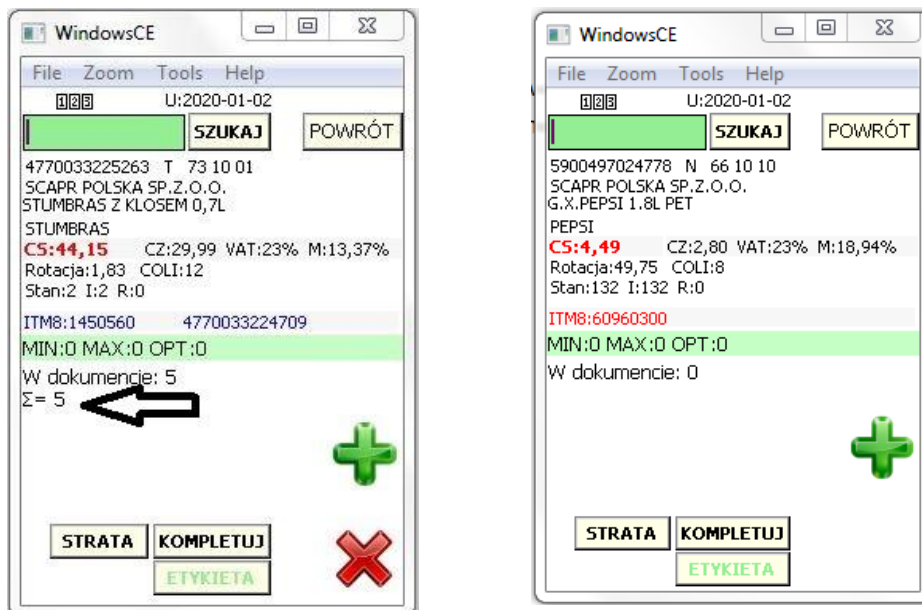 WindowsCE
File Zoom Tools Help
123 U:2020-01-02
SZUKAJ POWRÓT
4770033225263 T 73 10 01
SCAPR POLSKA SP.Z.O.O.
STUMBRAS Z KLOSEM 0,7L
STUMBRAS
CS:44,15 CZ:29,99 VAT:23% M:13,37%
Rotacja:1,83 COLI:12
Stan:2 I:2 R:0
ITM8:1450560 4770033224709
MIN:0 MAX:0 OPT:0
W dokumencie: 5
Σ= 5
STRATA KOMPLETUJ
ETYKIETA
WindowsCE
File Zoom Tools Help
123 U:2020-01-02
SZUKAJ POWRÓT
5900497024778 N 66 10 10
SCAPR POLSKA SP.Z.O.O.
G.X.PEPSI 1.8L PET
PEPSI
CS:4,49 CZ:2,80 VAT:23% M:18,94%
Rotacja:49,75 COLI:8
Stan:132 I:132 R:0
ITM8:60960300
MIN:0 MAX:0 OPT:0
W dokumencie: 0
STRATA KOMPLETUJ
ETYKIETA